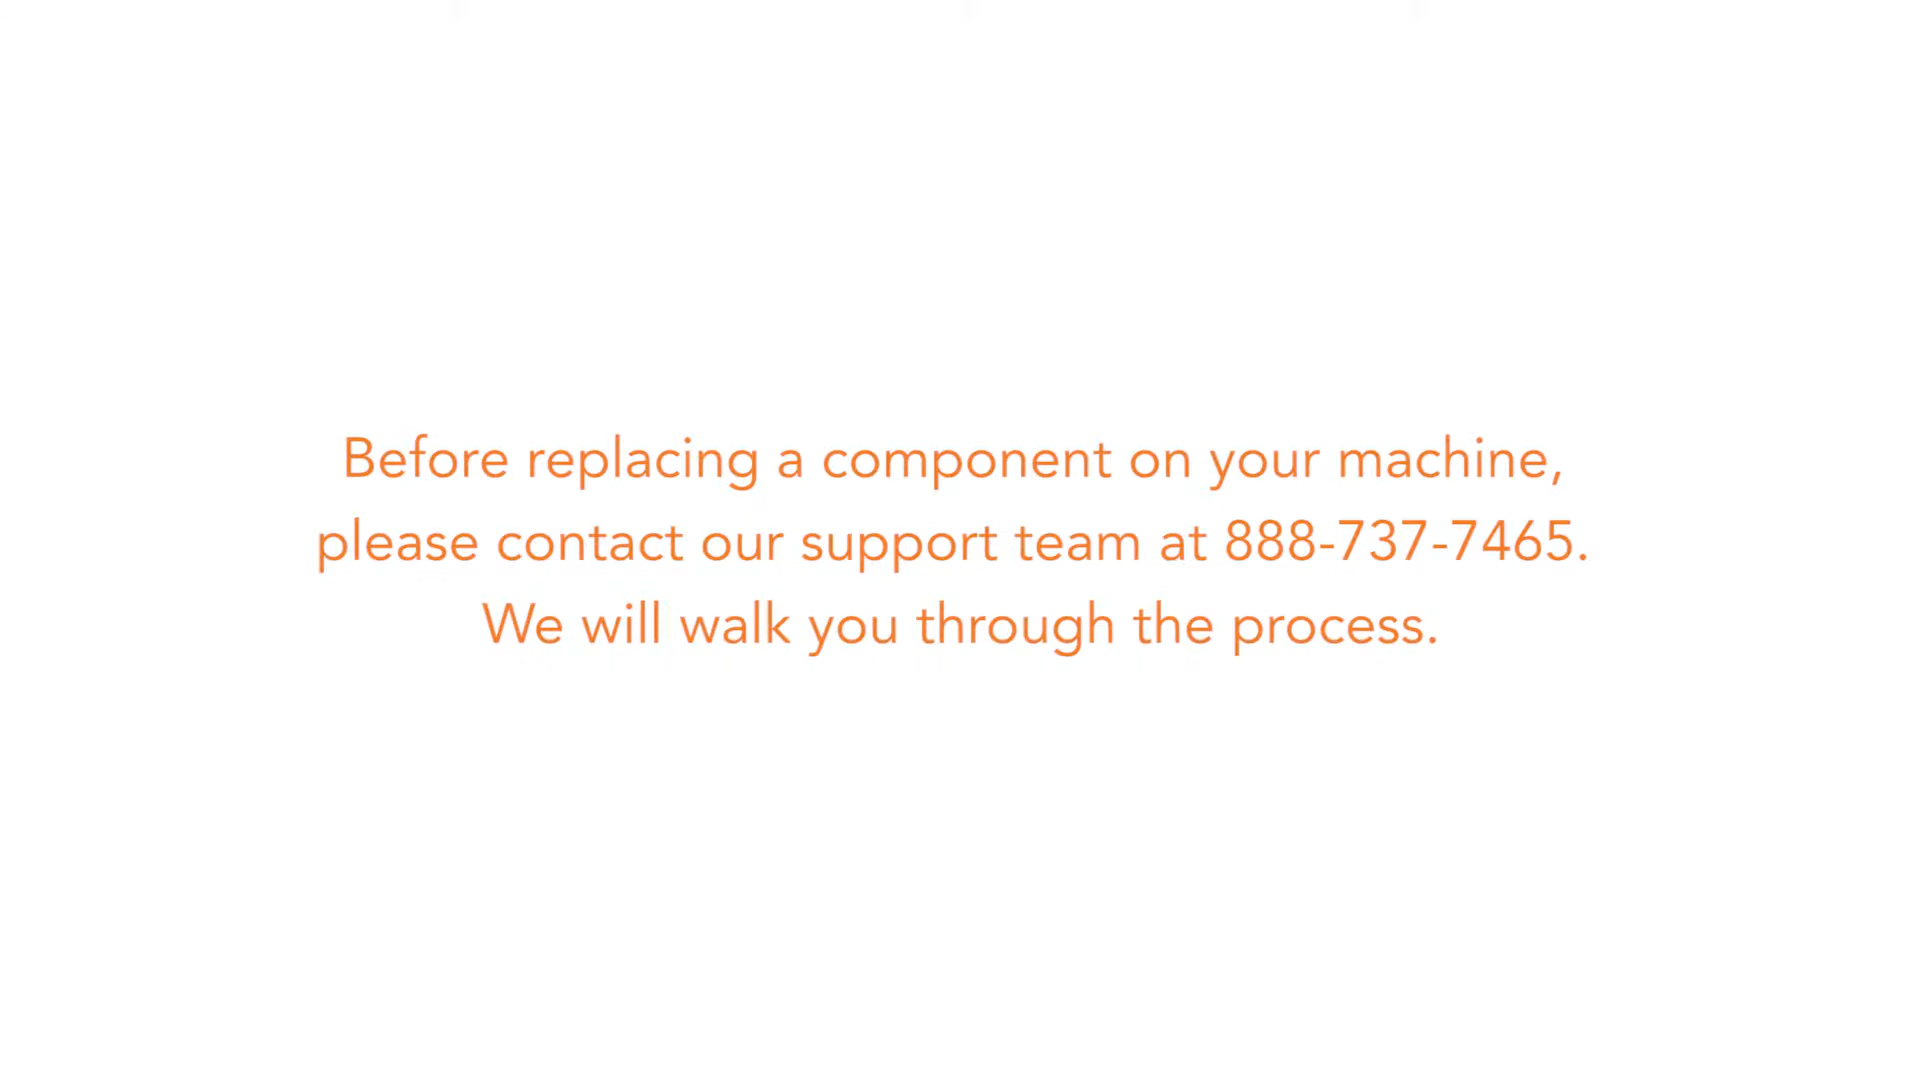 Before replacing a component on your machine,
please contact our support team at 888-737-7465.
We will walk you through the process.